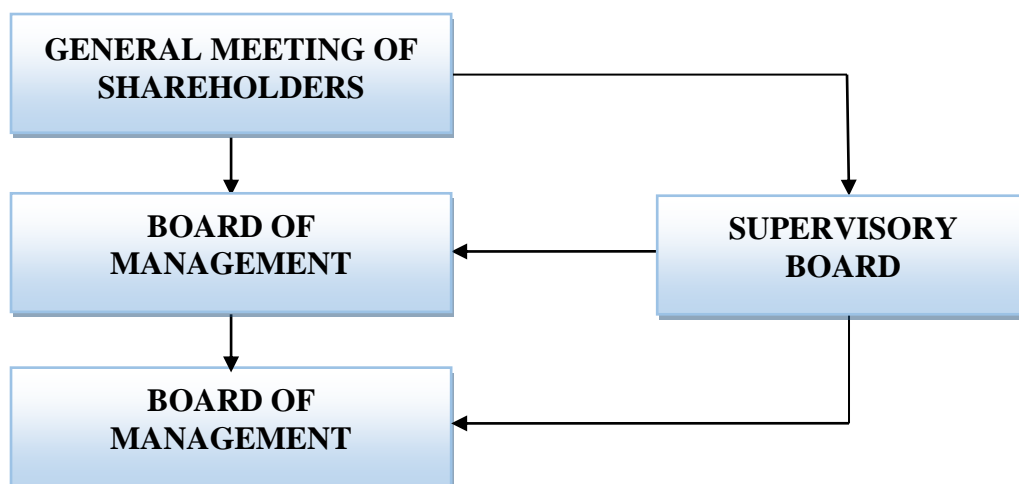 GENERAL MEETING OF
SHAREHOLDERS
BOARD OF
MANAGEMENT
SUPERVISORY
BOARD
BOARD OF
MANAGEMENT